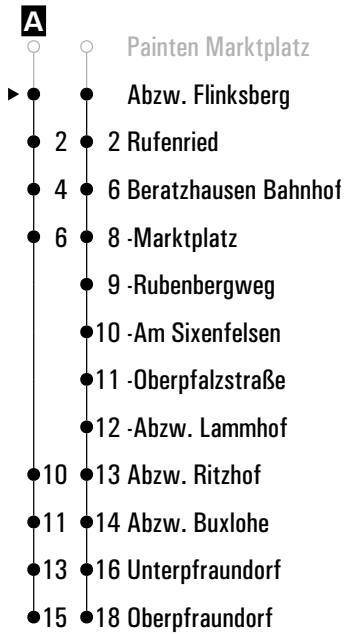 A
Painten Marktplatz
Abzw. Flinksberg
2 2 Rufenried
4 6 Beratzhausen Bahnhof
6 8 -Marktplatz
9 -Rubenbergweg
10 -Am Sixenfelsen
11 -Oberpfalzstraße
12 -Abzw. Lammhof
10 13 Abzw. Ritzhof
11 14 Abzw. Buxlohe
13 16 Unterpfraundorf
15 18 Oberpfraundorf